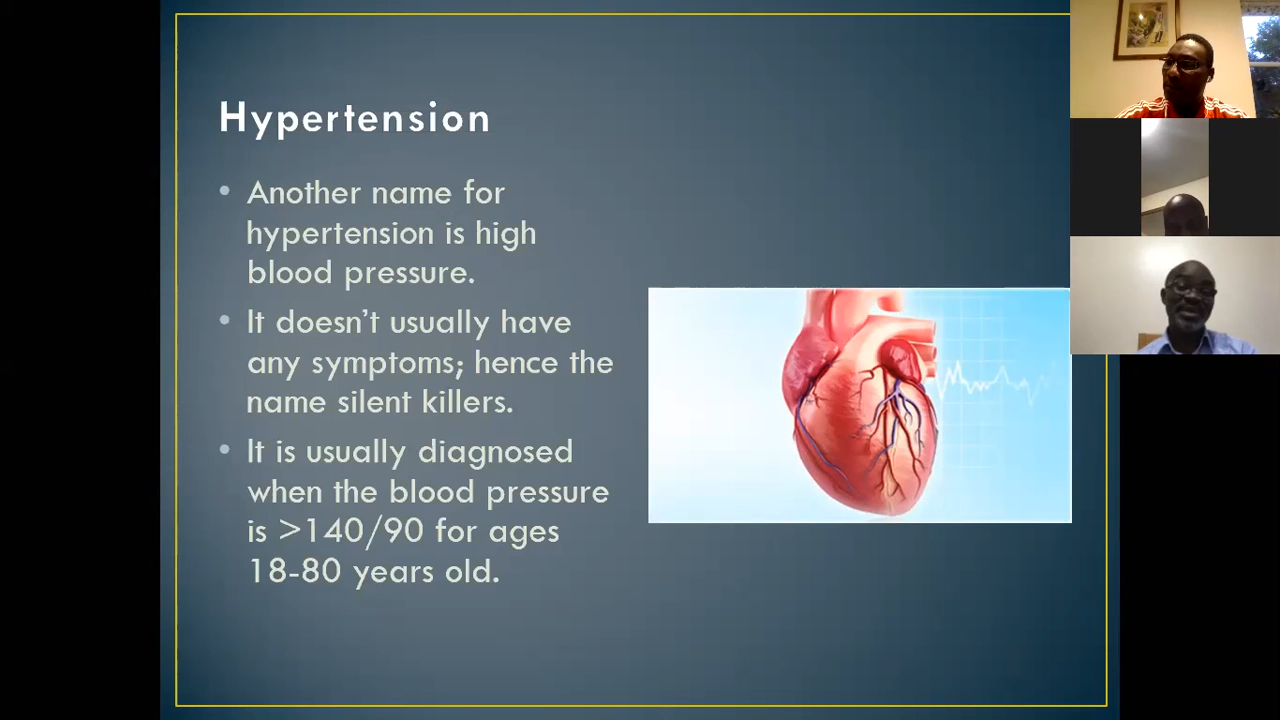 Hypertension
• Another name for
hypertension is high
blood pressure.
• It doesn't usually have
any symptoms; hence the
name silent killers.
• It is usually diagnosed
when the blood pressure
is >140/90 for ages
18-80 years old.